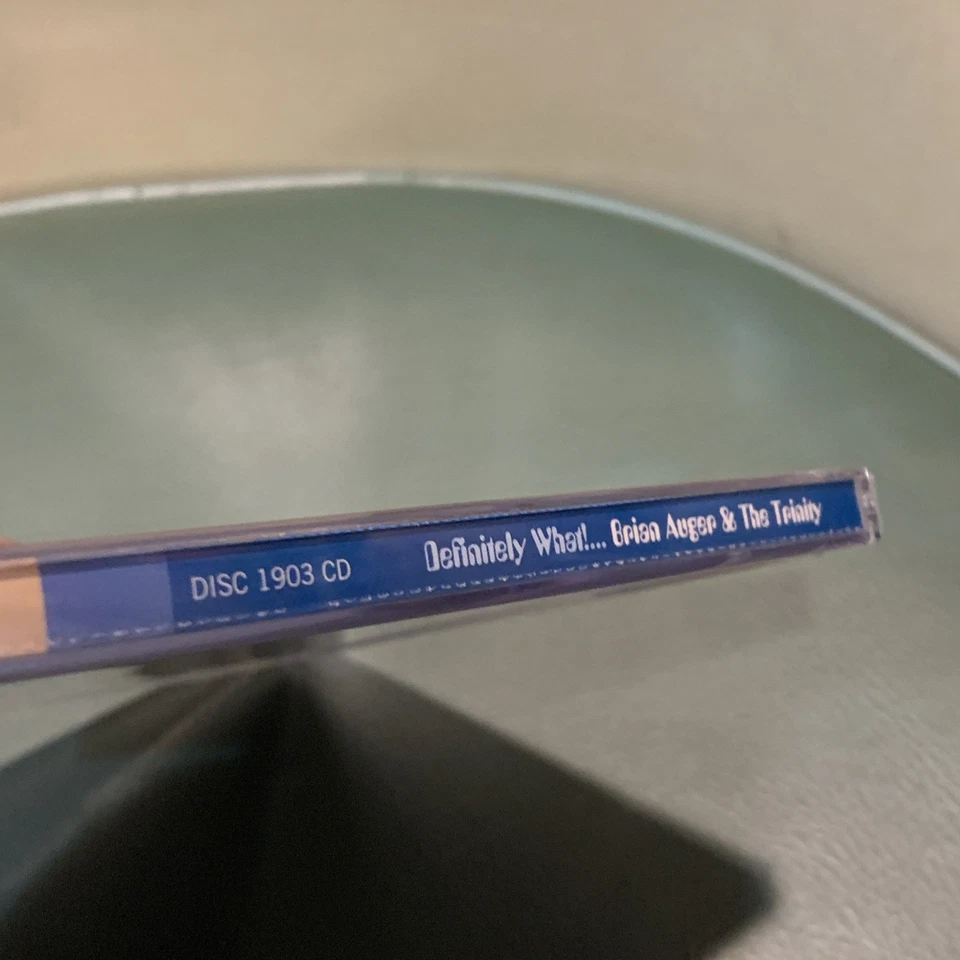 DISC 1903 CD Definitely What!.... Brian Auger & The Trinity